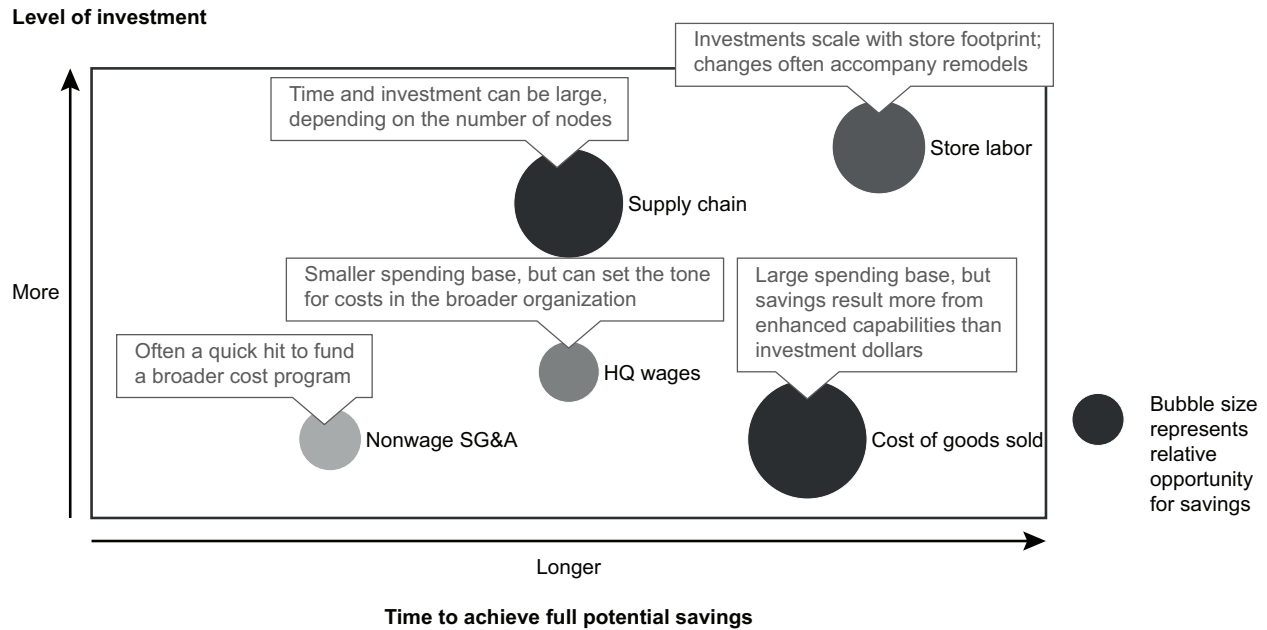 Level of investment
Investments scale with store footprint;
changes often accompany remodels
Time and investment can be large,
depending on the number of nodes
Store labor
Supply chain
Smaller spending base, but can set the tone
for costs in the broader organization
Large spending base, but
savings result more from
enhanced capabilities than
investment dollars
More
Often a quick hit to fund
a broader cost program
HQ wages
Nonwage SG&A
Cost of goods sold
Bubble size
represents
relative
opportunity
for savings
Longer
Time to achieve full potential savings